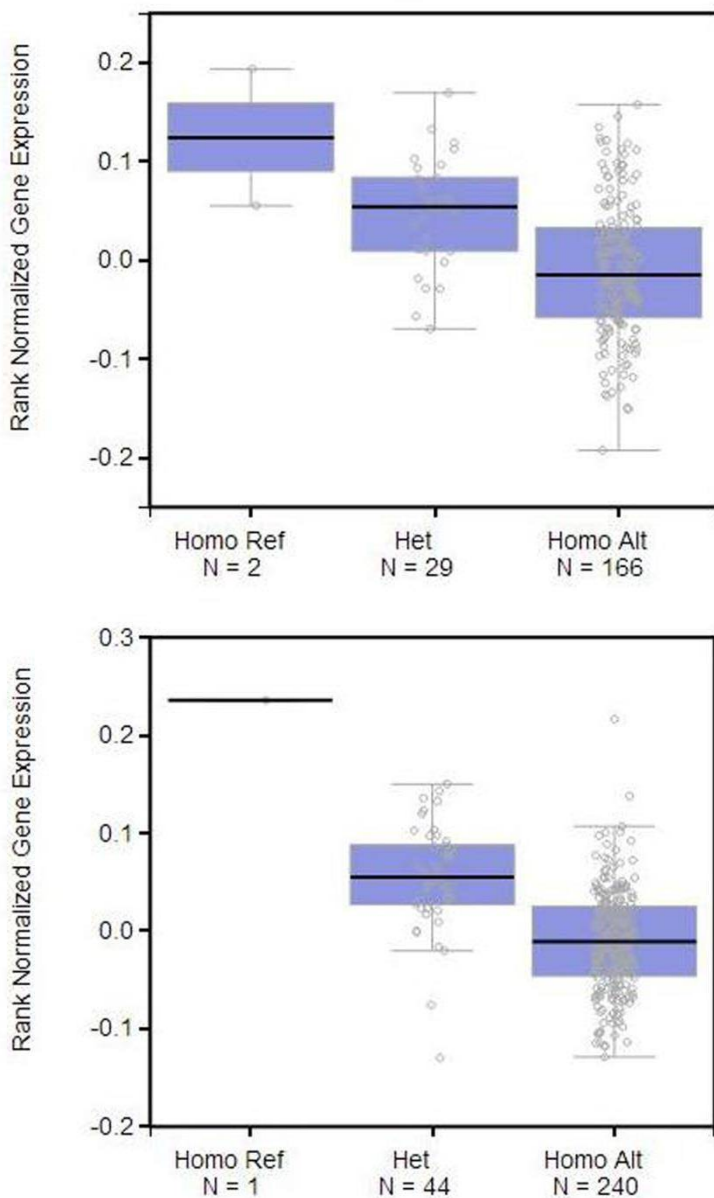 Rank Normalized Gene Expression
0.2
0.1
0.0
-0.1
-0.2
Homo Ref Het Homo Alt
N = 2 N = 29 N = 166
Rank Normalized Gene Expression
0.3
0.2
0.1
0.0
-0.1
-0.2
Homo Ref Het Homo Alt
N = 1 N = 44 N = 240